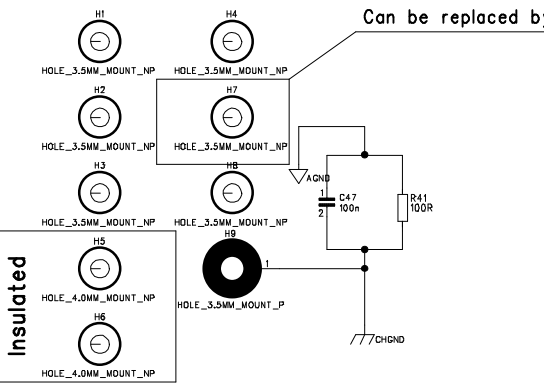 Can be replaced by
H1
HOLE_3.5MM_MOUNT_NP
H4
HOLE_3.5MM_MOUNT_NP
H2
HOLE_3.5MM_MOUNT_NP
H7
HOLE_3.5MM_MOUNT_NP
H3
HOLE_3.5MM_MOUNT_NP
H8
HOLE_3.5MM_MOUNT_NP
AGND
1
2
C47
100n
R41
100R
Insulated
H5
HOLE_4.0MM_MOUNT_NP
H9
1
HOLE_3.5MM_MOUNT_P
H6
HOLE_4.0MM_MOUNT_NP
CHGND